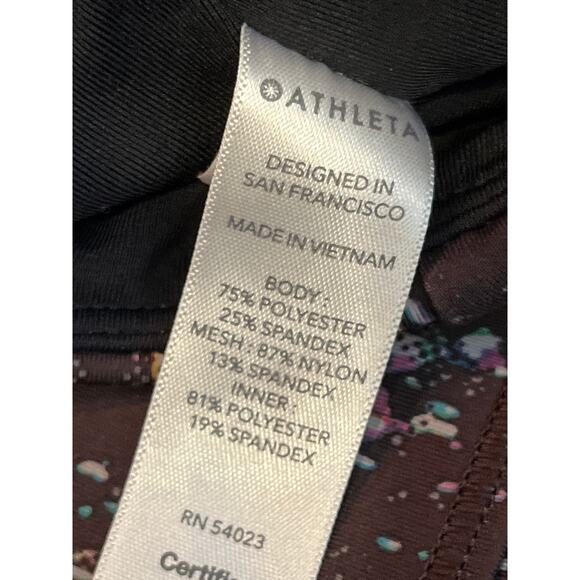 ATHLETA
DESIGNED IN
SAN FRANCISCO
MADE IN VIETNAM
BODY :
75% POLYESTER
25% SPANDEX
MESH : 87% NYLON
13% SPANDEX
INNER :
81% POLYESTER
19% SPANDEX
RN 54023